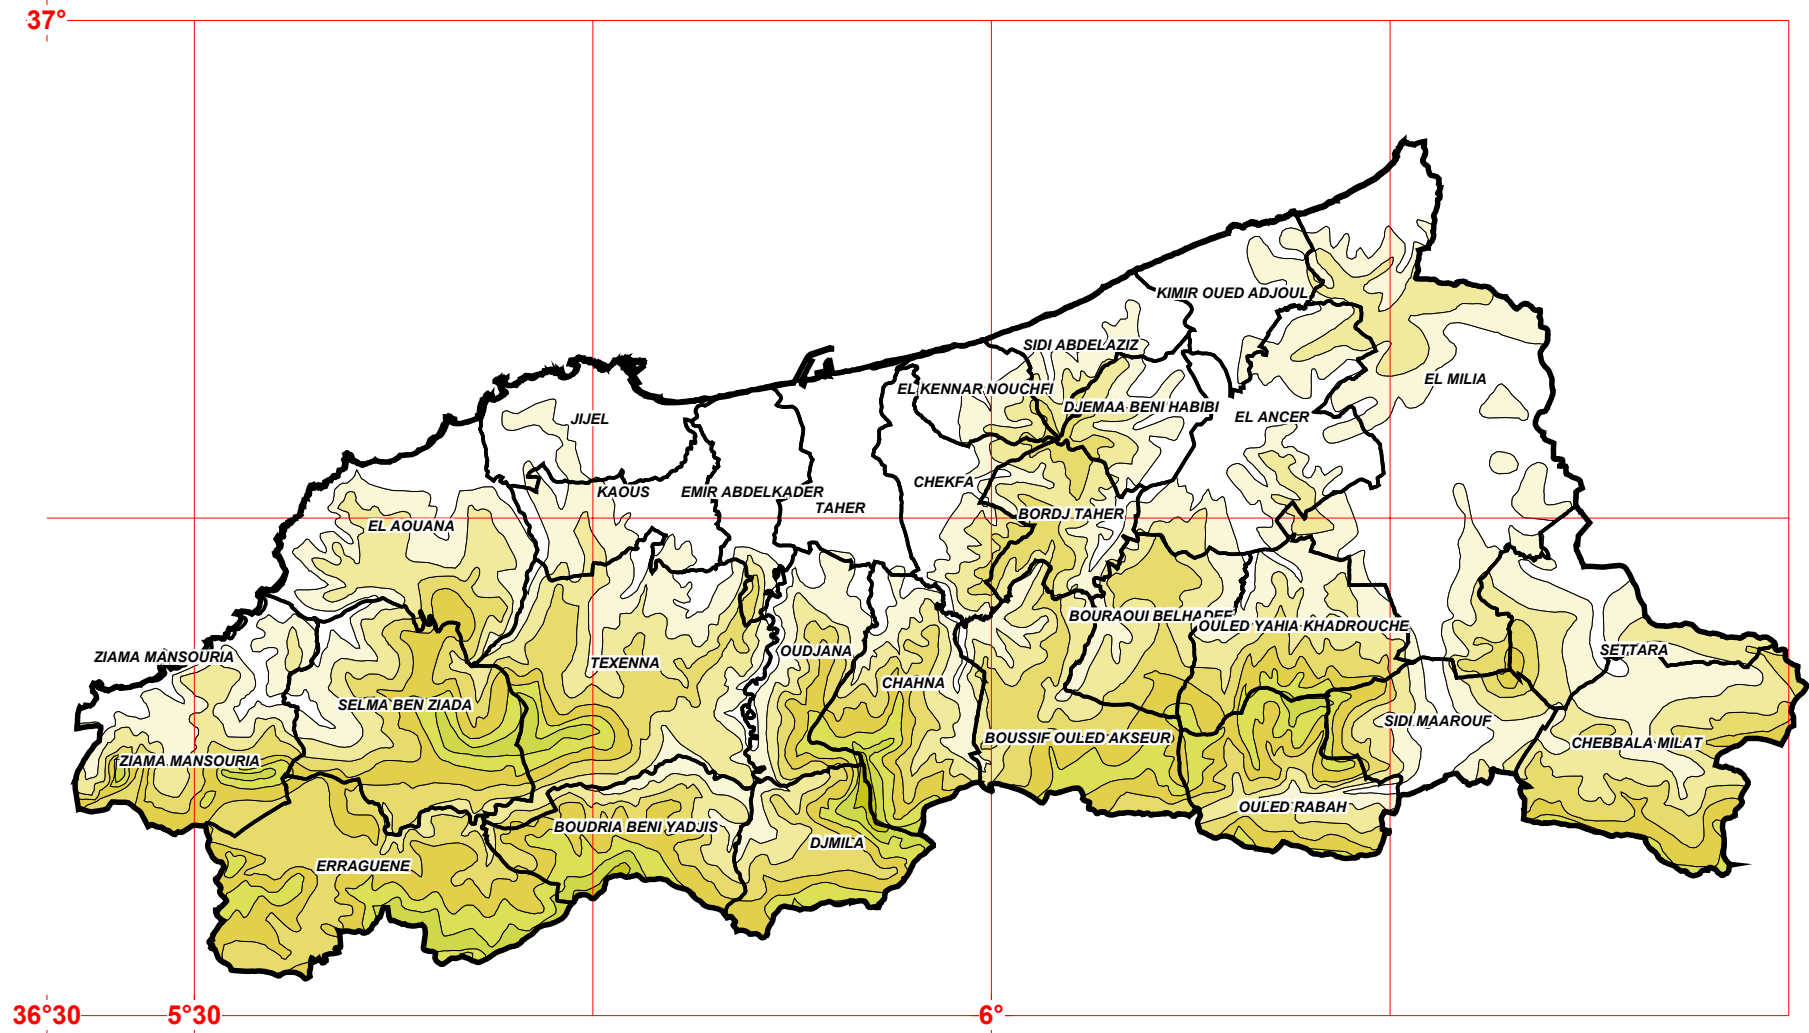 37°
KIMIR OUED ADJOUL
SIDI ABDELAZIZ
EL MILIA
EL KENNAR NOUCHFI
DJEMAA BENI HABIBI
JIJEL
EL ANCER
CHEKFA
KAOUS
EMIR ABDELKADER
TAHER
BORDJ TAHER
EL AOUANA
BOURAOUI BELHADEF
OULED YAHIA KHADROUCHE
ZIAMA MANSOURIA
OUDJANA
SETTARA
TEXENNA
CHAHNA
SELMA BEN ZIADA
SIDI MAAROUF
BOUSSIF OULED AKSEUR
CHEBBALA MILAT
ZIAMA MANSOURIA
OULED RABAH
BOUDRIA BENI YADJIS
DJMILA
ERRAGUENE
36°30
5°30
6°